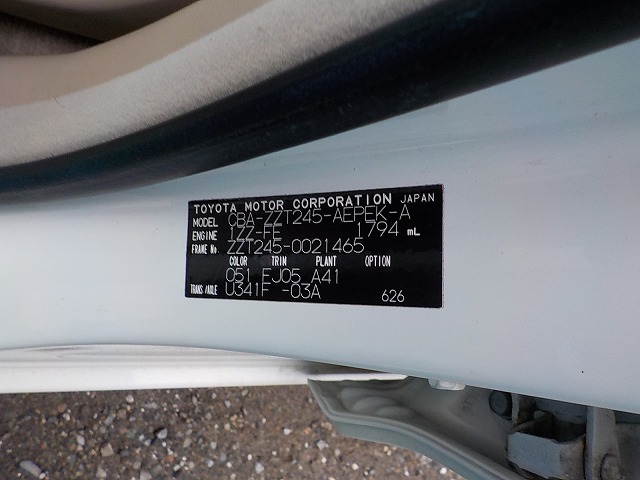 TOYOTA MOTOR CORPORATION JAPAN
MODEL CBA-ZZT245-AEPEK-A
ENGINE 1ZZ-FE 1794 mL
FRAME No. ZZT245-0021465
COLOR TRIM PLANT OPTION
051 FJ05 A41
TRANS/AXLE U341F -03A 626